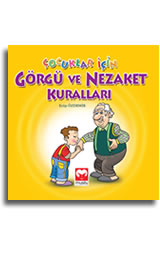 ÇOCUKLAR İÇİN
GÖRGÜ VE NEZAKET
KURALLARI